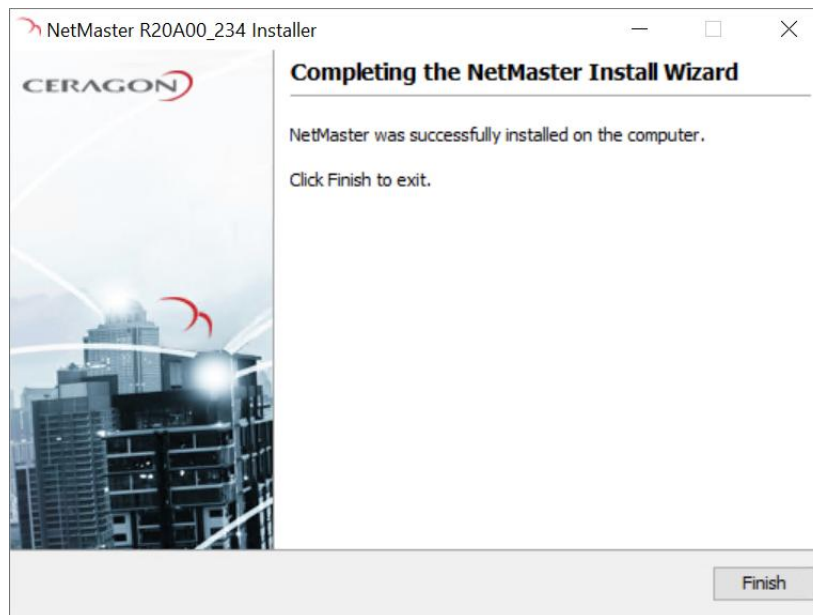 NetMaster R20A00_234 Installer
CERAGON
Completing the NetMaster Install Wizard
NetMaster was successfully installed on the computer.
Click Finish to exit.
Finish